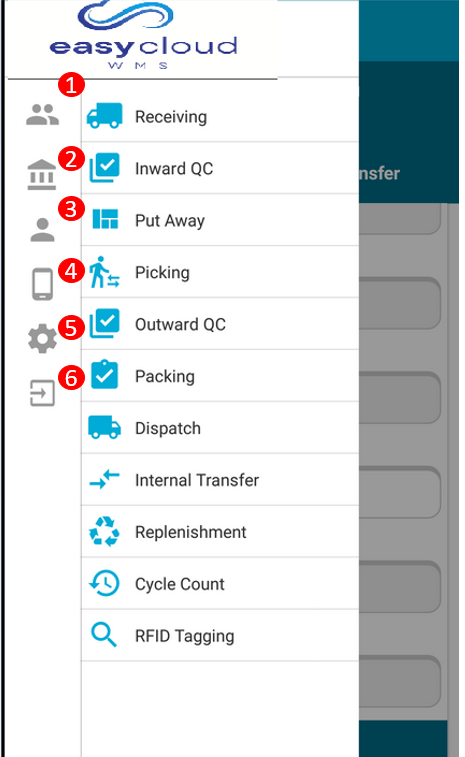 easycloud
WMS
1
Receiving
2
Inward QC
nsfer
3
Put Away
4
Picking
5
Outward QC
6
Packing
Dispatch
Internal Transfer
Replenishment
Cycle Count
RFID Tagging